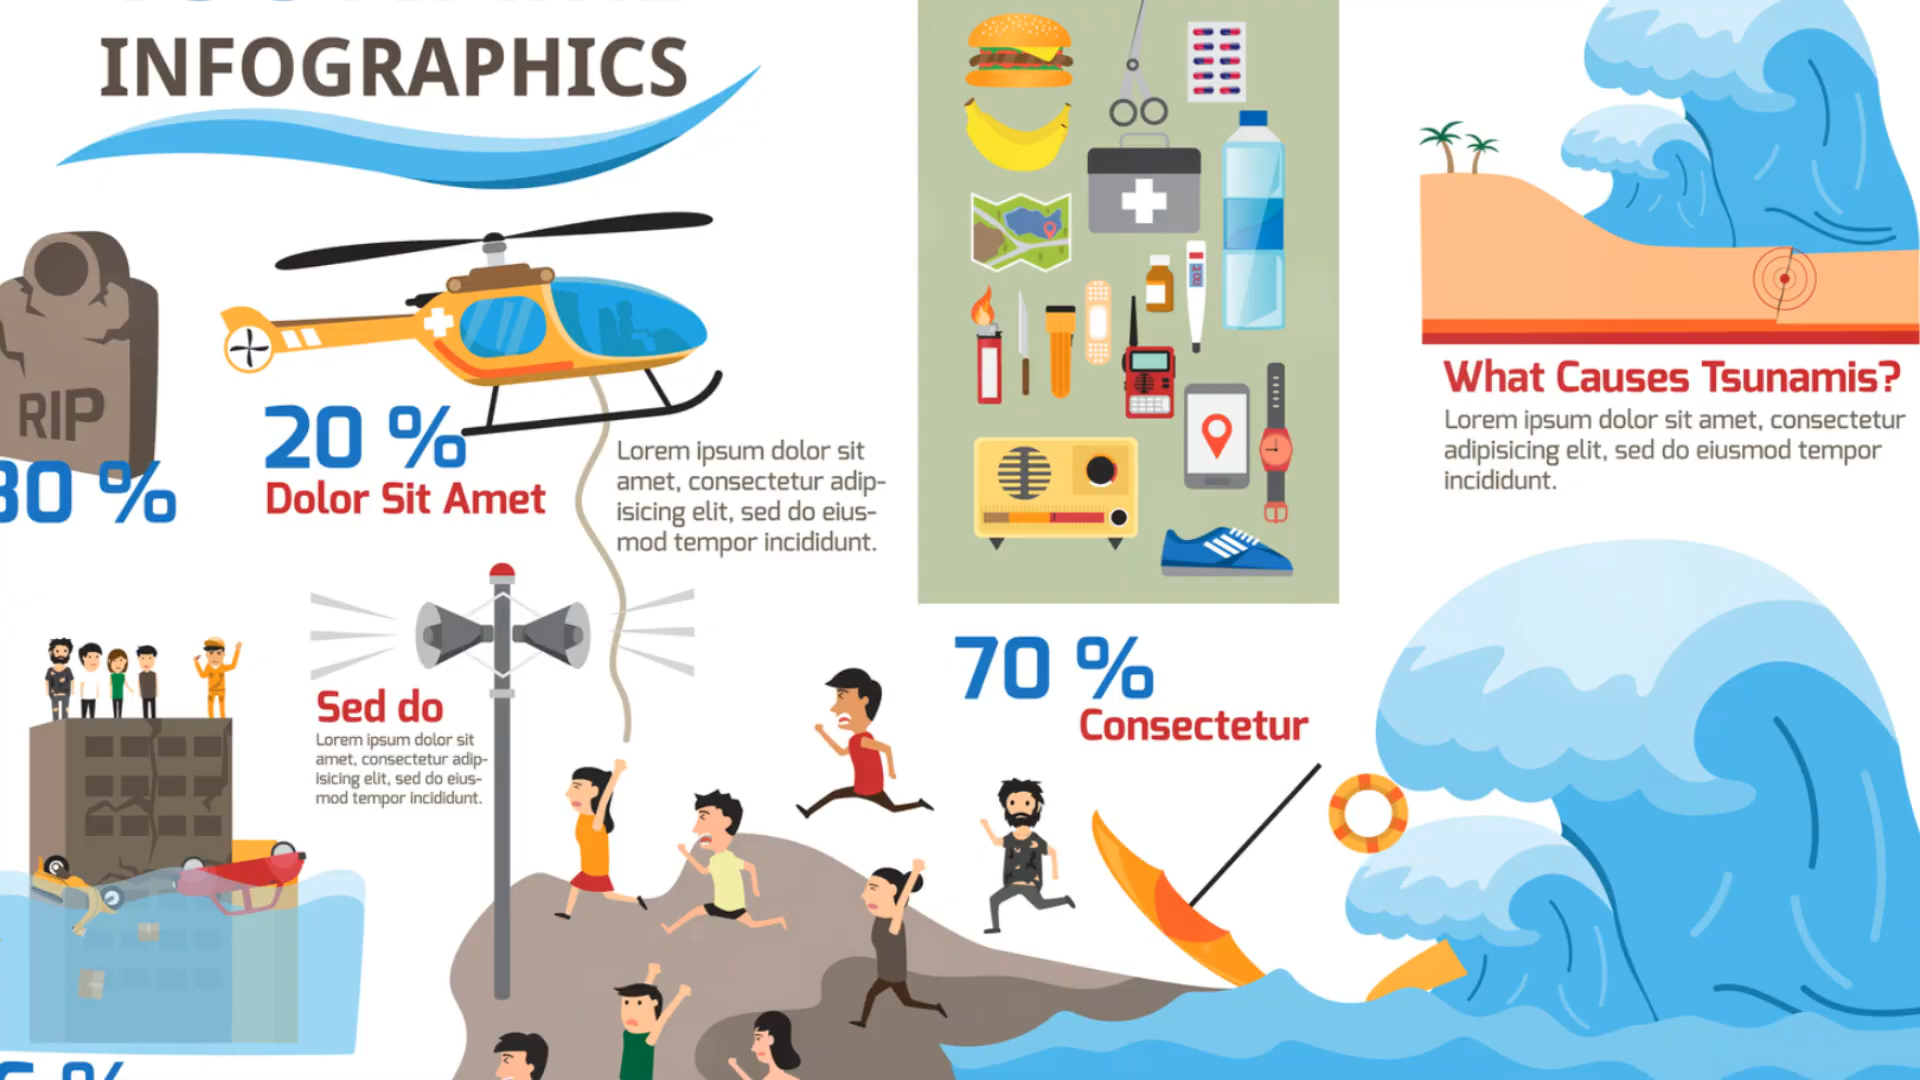 INFOGRAPHICS
RIP
30 %
20 %
Dolor Sit Amet
Lorem ipsum dolor sit
amet, consectetur adip-
isicing elit, sed do eius-
mod tempor incididunt.
Sed do
Lorem ipsum dolor sit
amet, consectetur adip-
isicing elit, sed do eius-
mod tempor incididunt.
70 %
Consectetur
What Causes Tsunamis?
Lorem ipsum dolor sit amet, consectetur
adipisicing elit, sed do eiusmod tempor
incididunt.
%